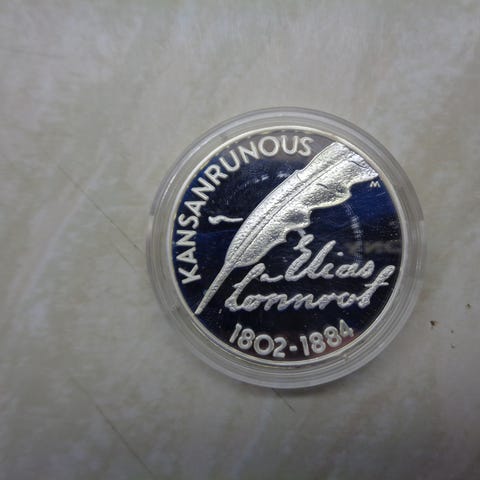 KANSANRUNOUS
M
Elias
Lönnrot
1802-1884